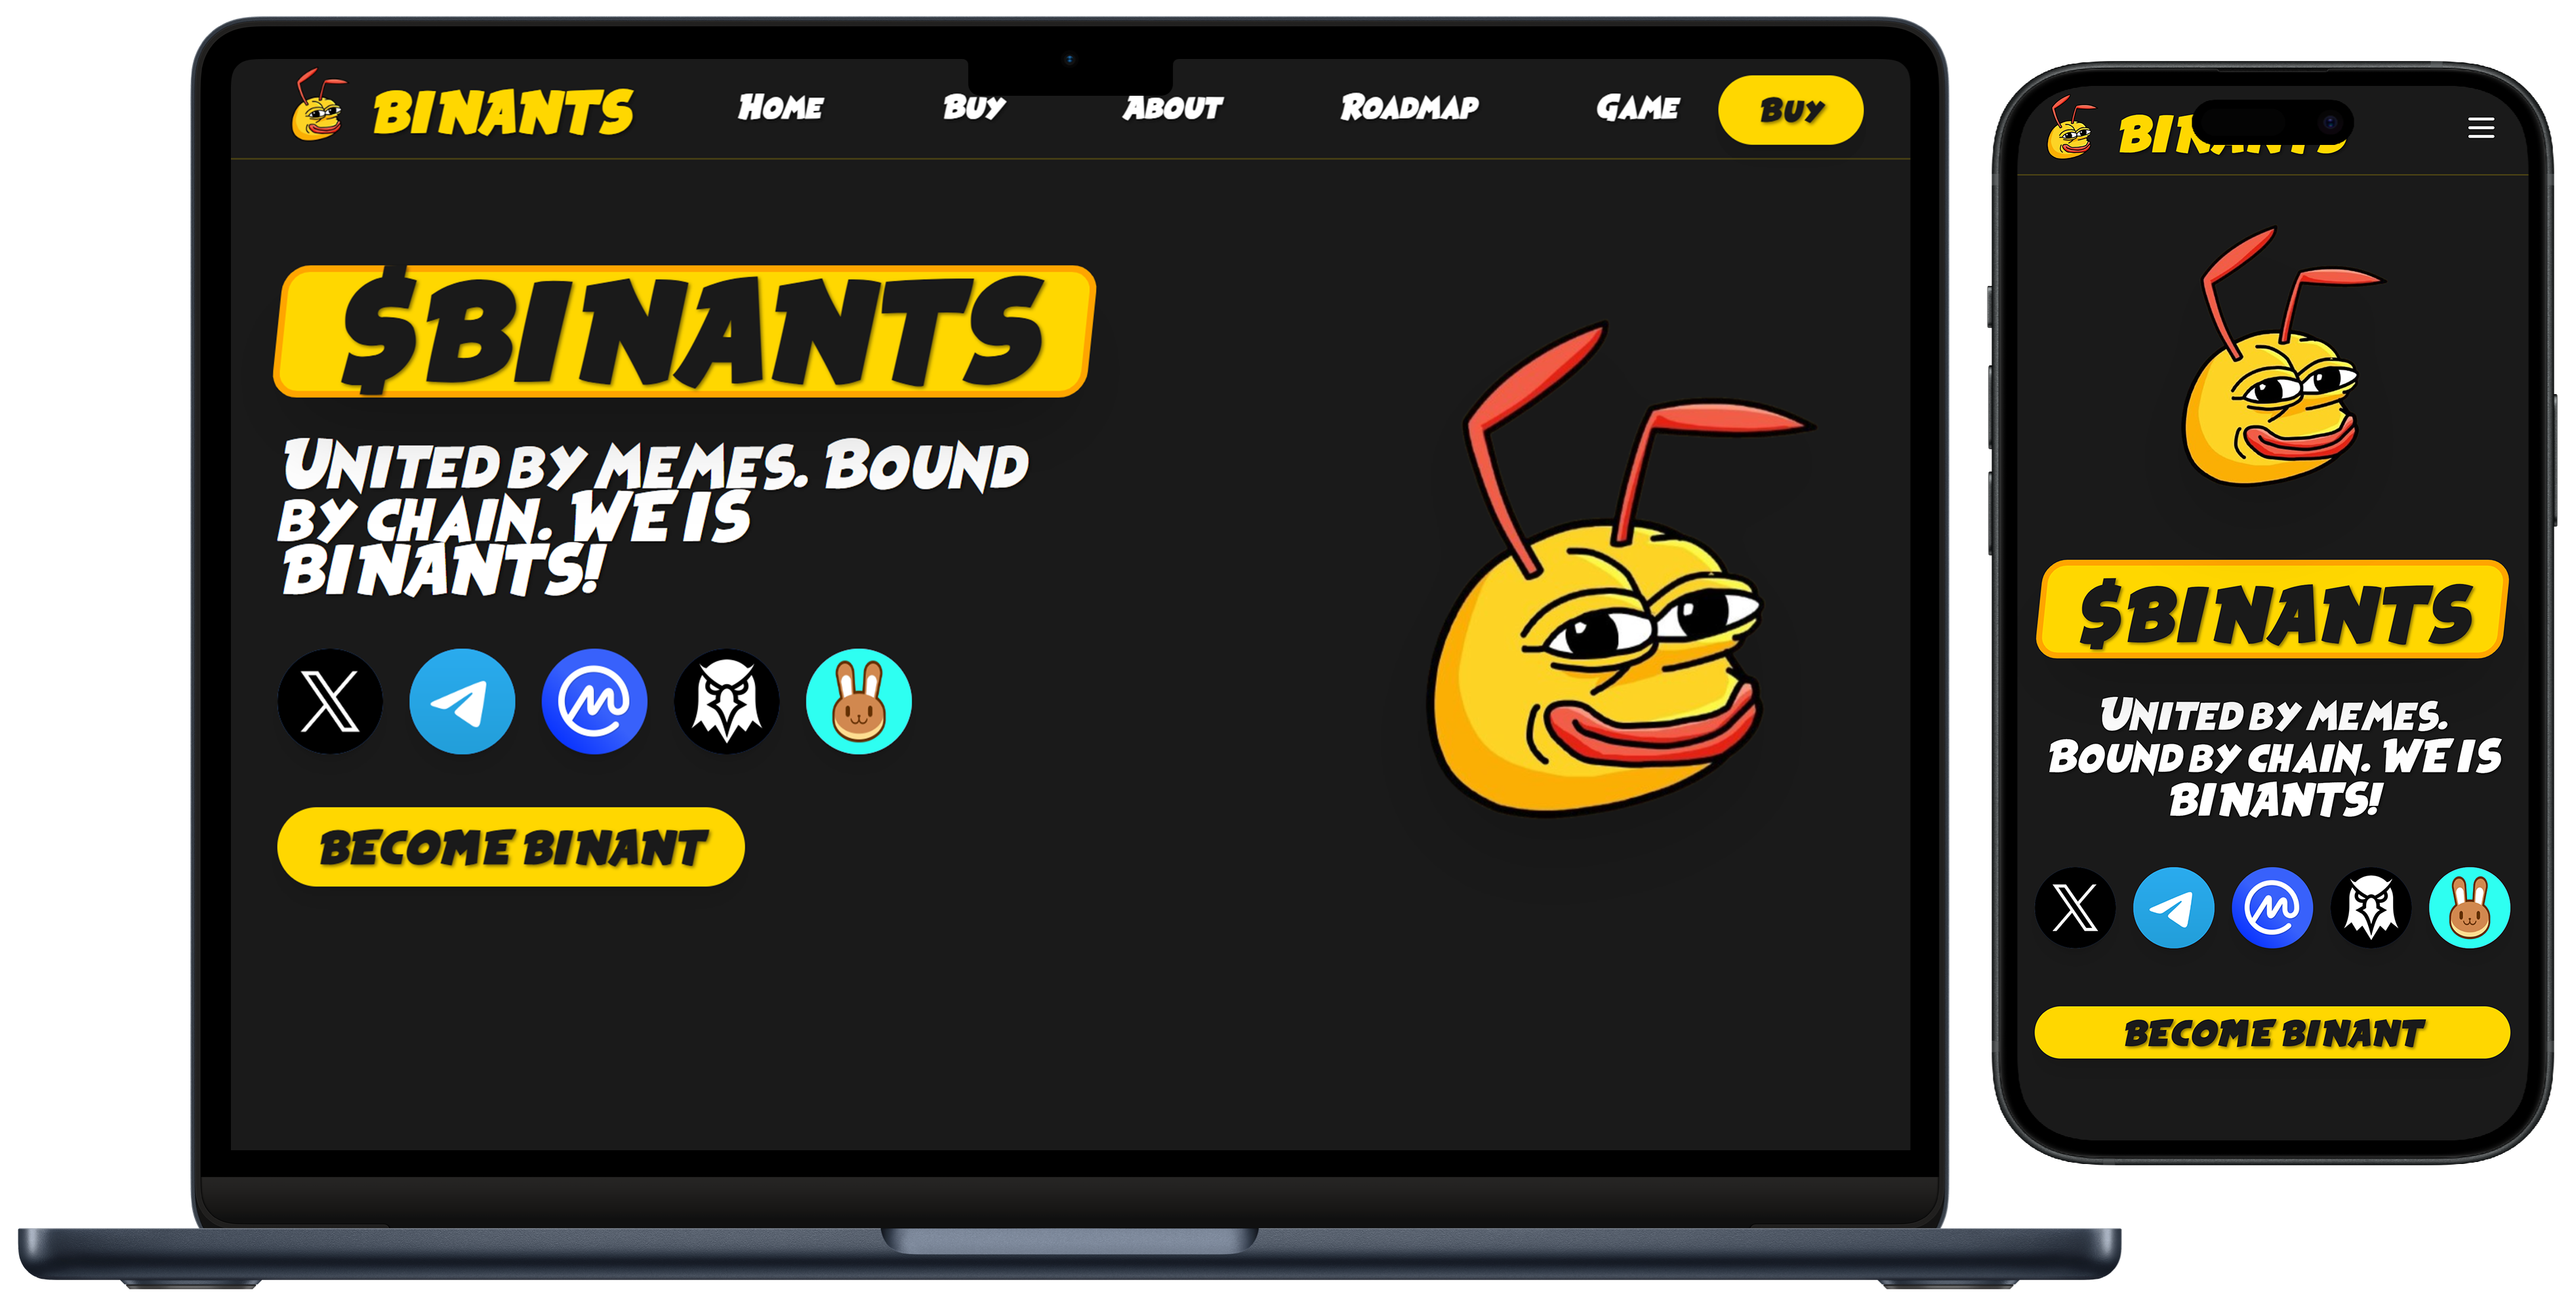 BINANTS
Home
Buy
About
Roadmap
Game
Buy
$BINANTS
United by memes. Bound
by chain. WE IS
BINANTS!
BECOME BINANT
BINANTS
$BINANTS
United by memes.
Bound by chain. WE IS
BINANTS!
BECOME BINANT